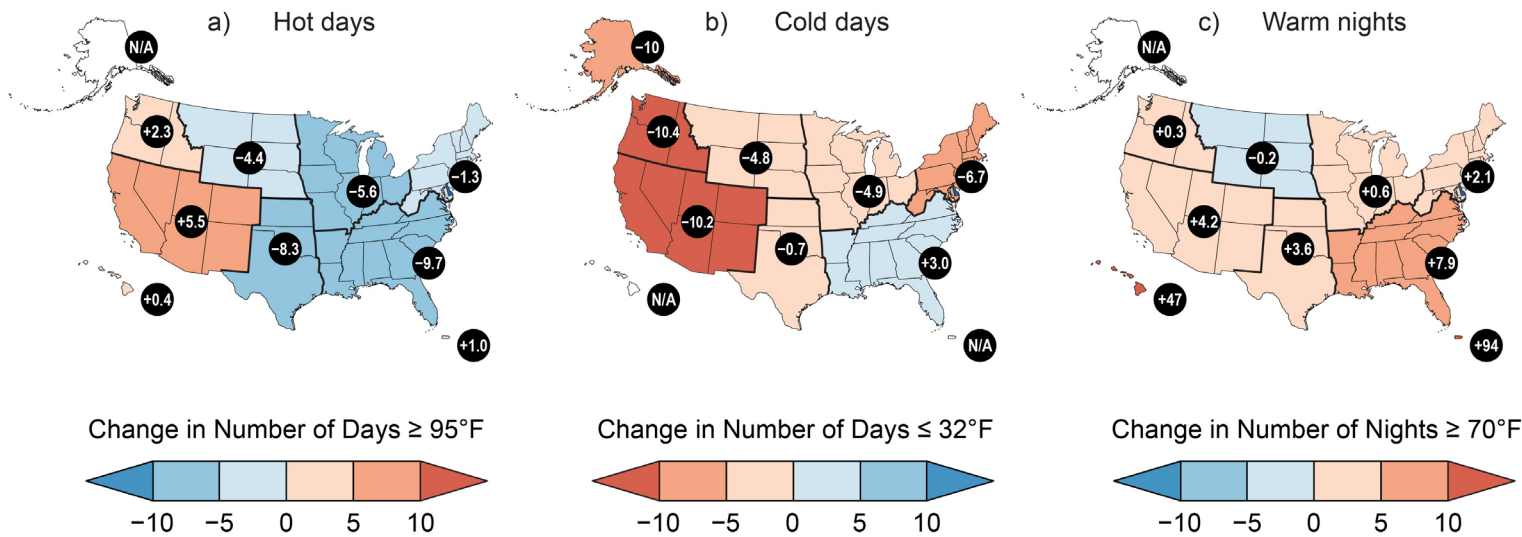 a) Hot days
N/A
+2.3
−4.4
−5.6
−1.3
+5.5
−8.3
−9.7
+0.4
+1.0
Change in Number of Days ≥ 95°F
−10 −5 0 5 10
b) Cold days
−10
−10.4
−4.8
−4.9
−6.7
−10.2
−0.7
+3.0
N/A
N/A
Change in Number of Days ≤ 32°F
−10 −5 0 5 10
c) Warm nights
N/A
+0.3
−0.2
+0.6
+2.1
+4.2
+3.6
+7.9
+47
+94
Change in Number of Nights ≥ 70°F
−10 −5 0 5 10